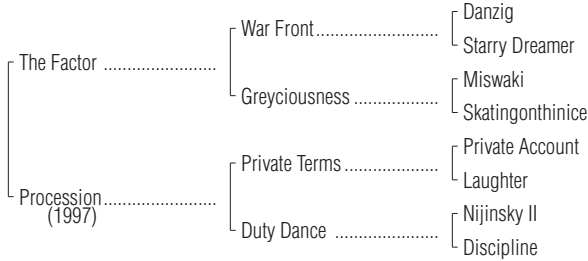 Danzig
War Front..............................
Starry Dreamer
The Factor ...........................
Miswaki
Greyciousness .....................
Skatingonthinice
Private Account
Private Terms .......................
Laughter
Procession...........................
(1997)
Nijinsky II
Duty Dance .........................
Discipline